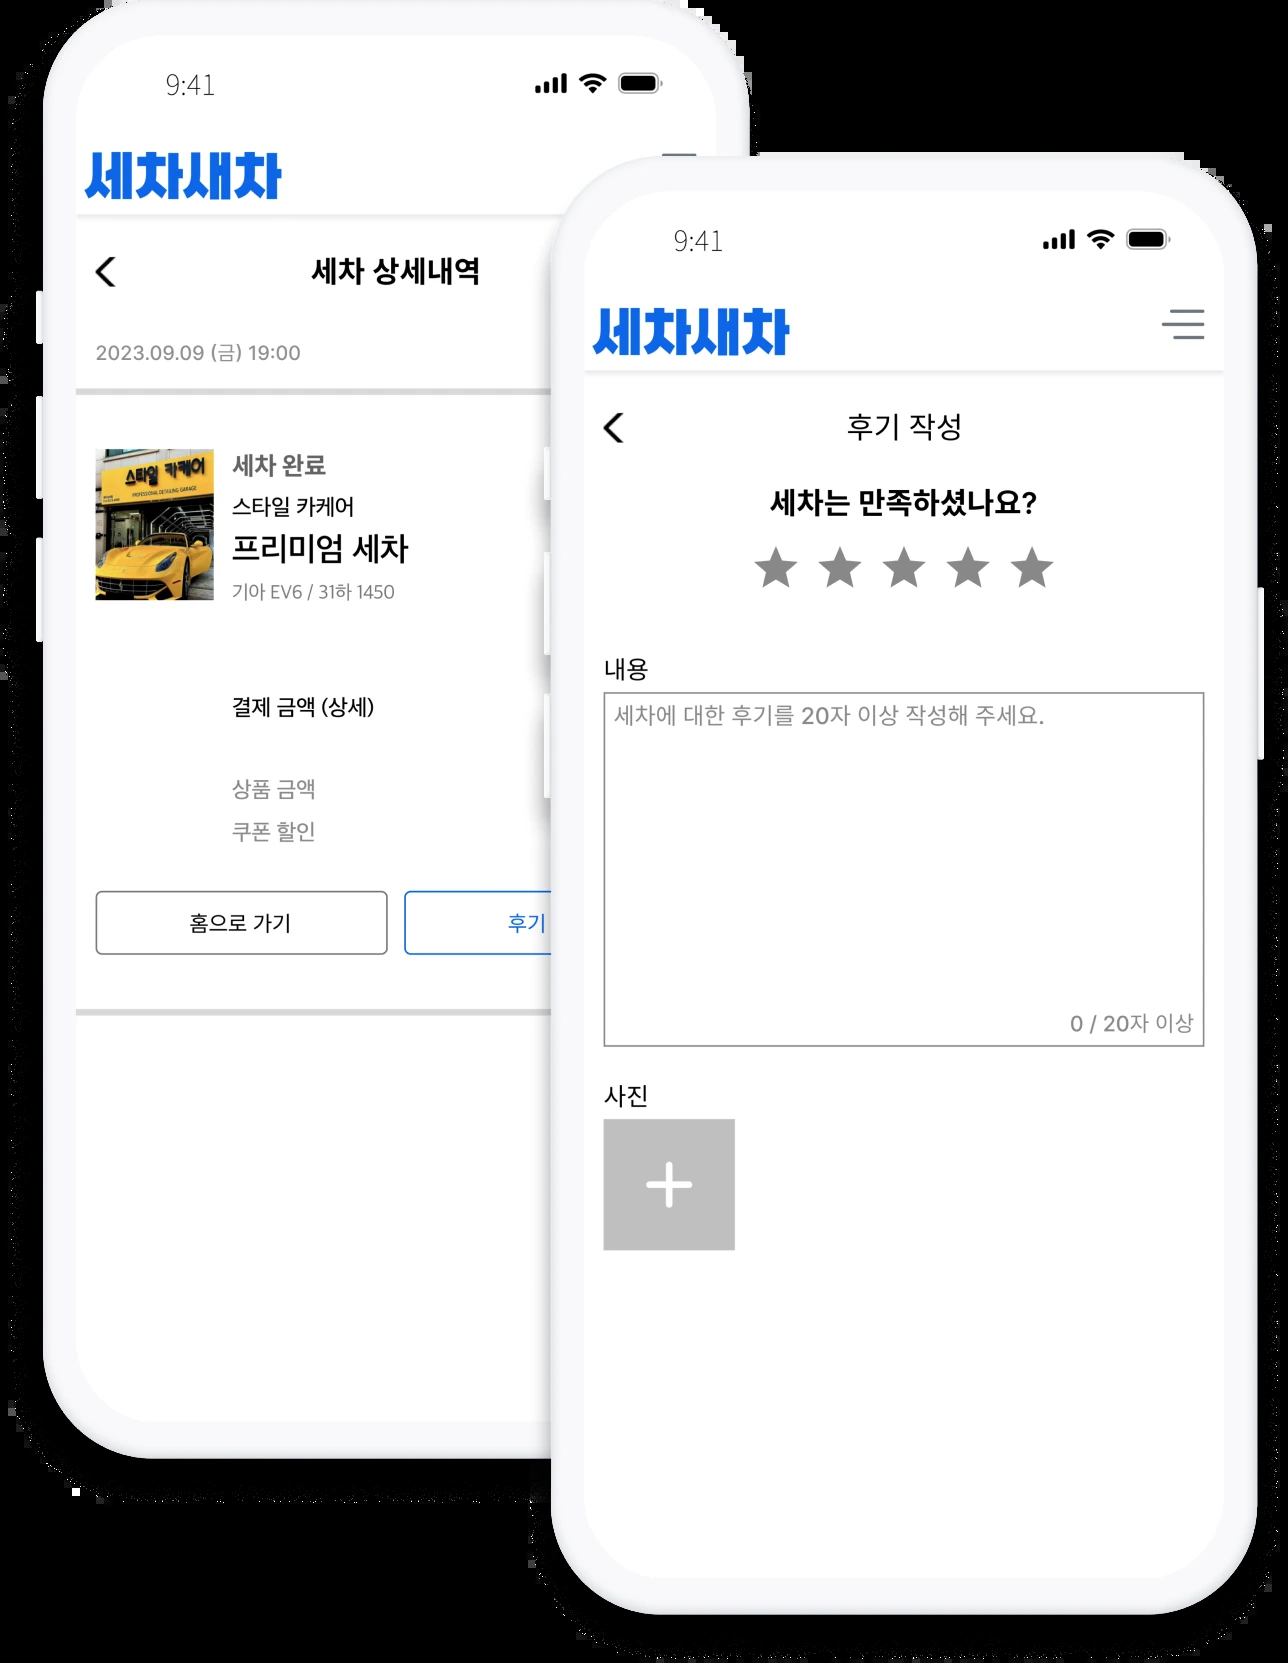 9:41
세차새차
세차 상세내역
2023.09.09 (금) 19:00
스타일 카케어
PROFESSIONAL DETAILING GARAGE
세차 완료
스타일 카케어
프리미엄 세차
기아 EV6 / 31하 1450
결제 금액 (상세)
상품 금액
쿠폰 할인
홈으로 가기
후기
9:41
세차새차
후기 작성
세차는 만족하셨나요?
내용
세차에 대한 후기를 20자 이상 작성해 주세요.
0 / 20자 이상
사진